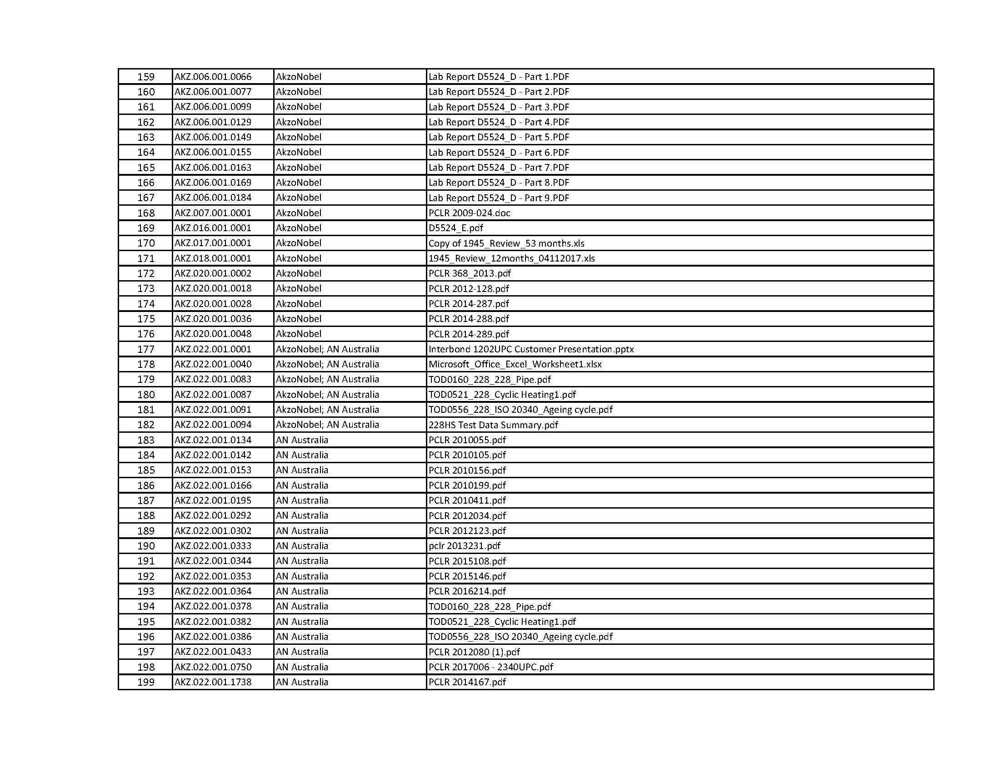 159 AKZ.006.001.0066 AkzoNobel Lab Report D5524_D - Part 1.PDF
160 AKZ.006.001.0077 AkzoNobel Lab Report D5524_D - Part 2.PDF
161 AKZ.006.001.0099 AkzoNobel Lab Report D5524_D - Part 3.PDF
162 AKZ.006.001.0129 AkzoNobel Lab Report D5524_D - Part 4.PDF
163 AKZ.006.001.0149 AkzoNobel Lab Report D5524_D - Part 5.PDF
164 AKZ.006.001.0155 AkzoNobel Lab Report D5524_D - Part 6.PDF
165 AKZ.006.001.0163 AkzoNobel Lab Report D5524_D - Part 7.PDF
166 AKZ.006.001.0169 AkzoNobel Lab Report D5524_D - Part 8.PDF
167 AKZ.006.001.0184 AkzoNobel Lab Report D5524_D - Part 9.PDF
168 AKZ.007.001.0001 AkzoNobel PCLR 2009-024.doc
169 AKZ.016.001.0001 AkzoNobel D5524_E.pdf
170 AKZ.017.001.0001 AkzoNobel Copy of 1945_Review_53 months.xls
171 AKZ.018.001.0001 AkzoNobel 1945_Review_12months_04112017.xls
172 AKZ.020.001.0002 AkzoNobel PCLR 368_2013.pdf
173 AKZ.020.001.0018 AkzoNobel PCLR 2012-128.pdf
174 AKZ.020.001.0028 AkzoNobel PCLR 2014-287.pdf
175 AKZ.020.001.0036 AkzoNobel PCLR 2014-288.pdf
176 AKZ.020.001.0048 AkzoNobel PCLR 2014-289.pdf
177 AKZ.022.001.0001 AkzoNobel; AN Australia Interbond 1202UPC Customer Presentation.pptx
178 AKZ.022.001.0040 AkzoNobel; AN Australia Microsoft_Office_Excel_Worksheet1.xlsx
179 AKZ.022.001.0083 AkzoNobel; AN Australia TOD0160_228_228_Pipe.pdf
180 AKZ.022.001.0087 AkzoNobel; AN Australia TOD0521_228_Cyclic Heating1.pdf
181 AKZ.022.001.0091 AkzoNobel; AN Australia TOD0556_228_ISO 20340_Ageing cycle.pdf
182 AKZ.022.001.0094 AkzoNobel; AN Australia 228HS Test Data Summary.pdf
183 AKZ.022.001.0134 AN Australia PCLR 2010055.pdf
184 AKZ.022.001.0142 AN Australia PCLR 2010105.pdf
185 AKZ.022.001.0153 AN Australia PCLR 2010156.pdf
186 AKZ.022.001.0166 AN Australia PCLR 2010199.pdf
187 AKZ.022.001.0195 AN Australia PCLR 2010411.pdf
188 AKZ.022.001.0292 AN Australia PCLR 2012034.pdf
189 AKZ.022.001.0302 AN Australia PCLR 2012123.pdf
190 AKZ.022.001.0333 AN Australia pclr 2013231.pdf
191 AKZ.022.001.0344 AN Australia PCLR 2015108.pdf
192 AKZ.022.001.0353 AN Australia PCLR 2015146.pdf
193 AKZ.022.001.0364 AN Australia PCLR 2016214.pdf
194 AKZ.022.001.0378 AN Australia TOD0160_228_228_Pipe.pdf
195 AKZ.022.001.0382 AN Australia TOD0521_228_Cyclic Heating1.pdf
196 AKZ.022.001.0386 AN Australia TOD0556_228_ISO 20340_Ageing cycle.pdf
197 AKZ.022.001.0433 AN Australia PCLR 2012080 (1).pdf
198 AKZ.022.001.0750 AN Australia PCLR 2017006 - 2340UPC.pdf
199 AKZ.022.001.1738 AN Australia PCLR 2014167.pdf